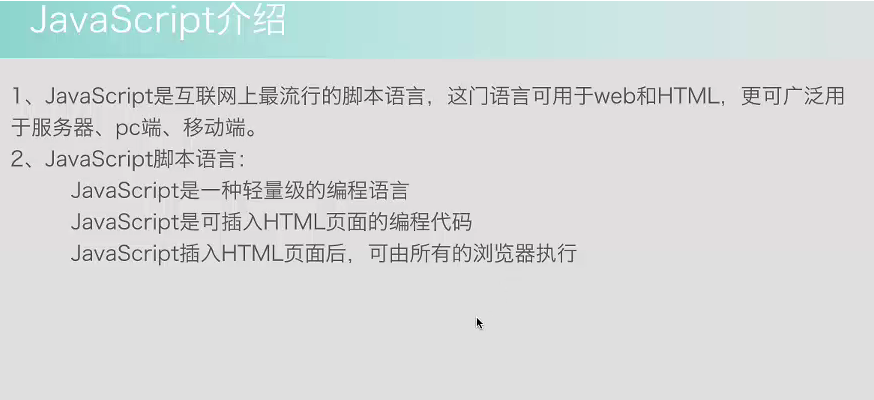 JavaScript介绍
1、JavaScript是互联网上最流行的脚本语言，这门语言可用于web和HTML，更可广泛用
于服务器、pc端、移动端。
2、JavaScript脚本语言：
JavaScript是一种轻量级的编程语言
JavaScript是可插入HTML页面的编程代码
JavaScript插入HTML页面后，可由所有的浏览器执行